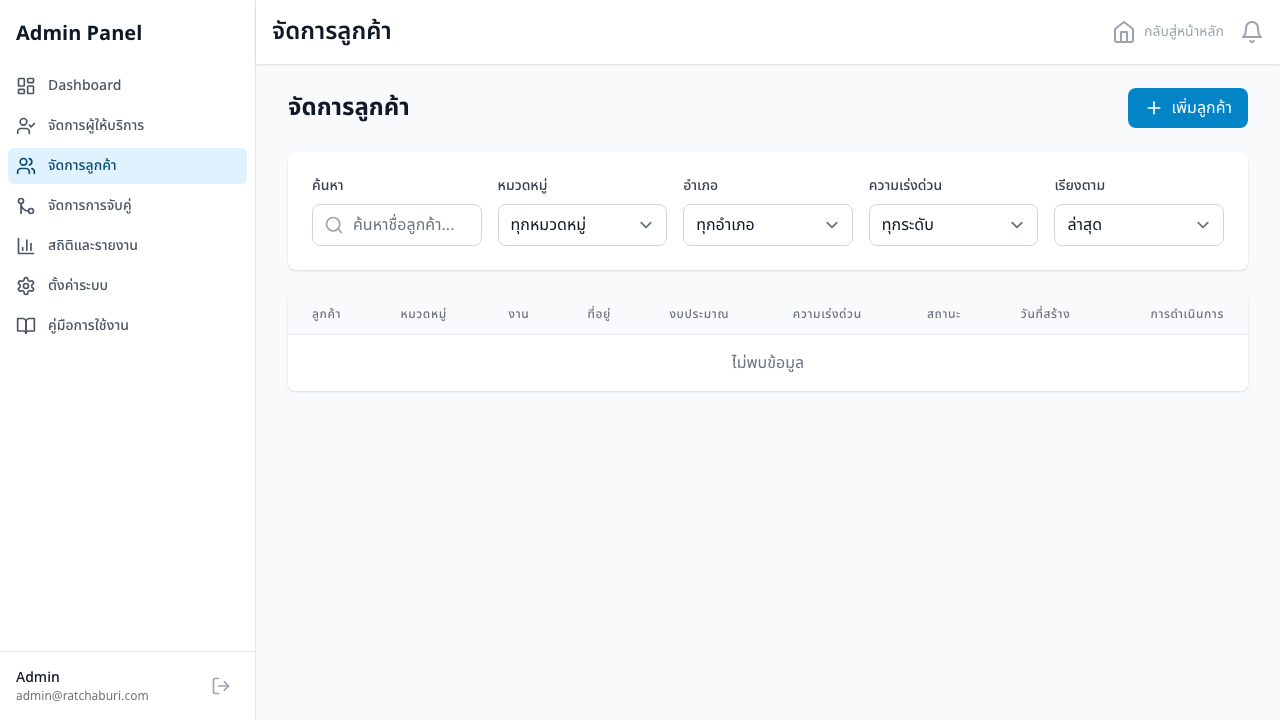 Admin Panel
Dashboard
จัดการผู้ให้บริการ
จัดการลูกค้า
จัดการการจับคู่
สถิติและรายงาน
ตั้งค่าระบบ
คู่มือการใช้งาน
Admin
admin@ratchaburi.com
จัดการลูกค้า
กลับสู่หน้าหลัก
จัดการลูกค้า
เพิ่มลูกค้า
ค้นหา
หมวดหมู่
อำเภอ
ความเร่งด่วน
เรียงตาม
ค้นหาชื่อลูกค้า...
ทุกหมวดหมู่
ทุกอำเภอ
ทุกระดับ
ล่าสุด
ลูกค้า
หมวดหมู่
งาน
ที่อยู่
งบประมาณ
ความเร่งด่วน
สถานะ
วันที่สร้าง
การดำเนินการ
ไม่พบข้อมูล